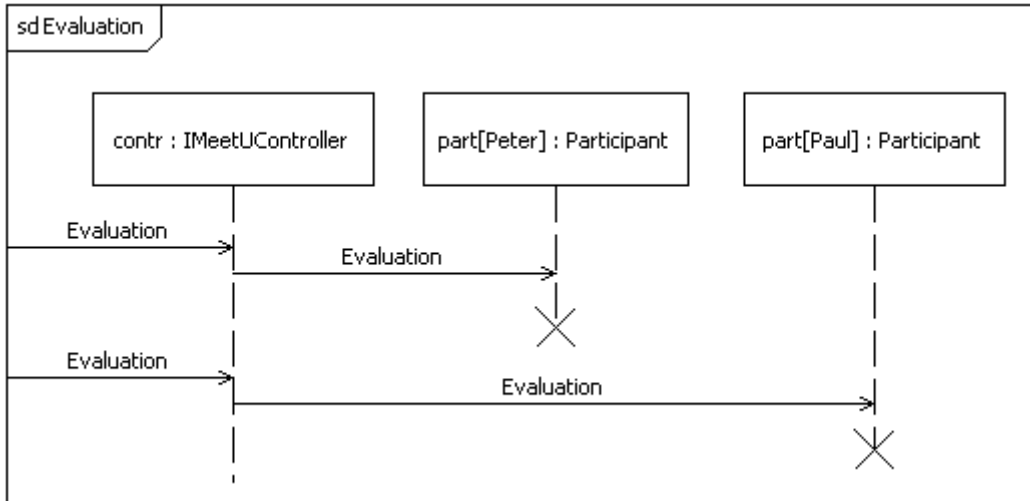 sd Evaluation
contr : IMeetUController
part[Peter] : Participant
part[Paul] : Participant
Evaluation
Evaluation
Evaluation
Evaluation